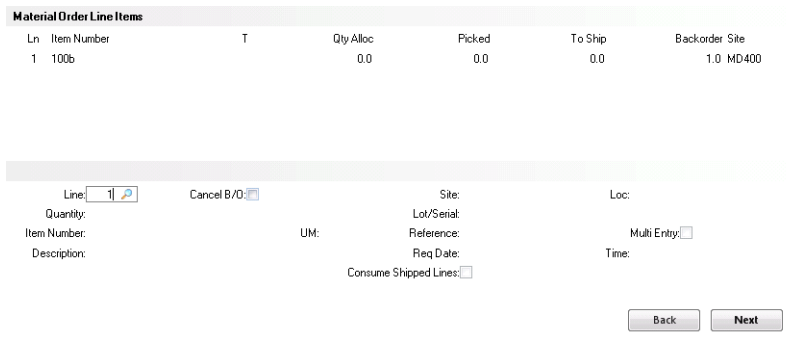 Material Order Line Items
Ln Item Number T Qty Alloc Picked To Ship Backorder Site
1 100b 0.0 0.0 0.0 1.0 MD400
Line: 1 Cancel B/O: Site: Loc:
Quantity: Lot/Serial:
Item Number: UM: Reference: Multi Entry:
Description: Req Date: Time:
Consume Shipped Lines:
Back Next